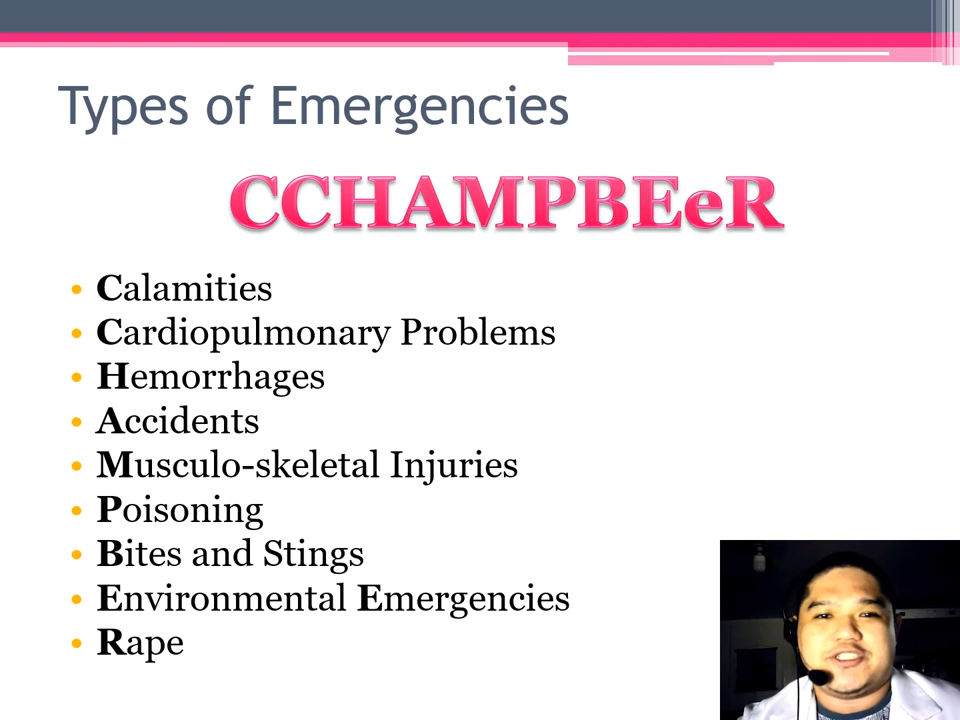 Types of Emergencies
CCHAMPBEeR
• Calamities
• Cardiopulmonary Problems
• Hemorrhages
• Accidents
• Musculo-skeletal Injuries
• Poisoning
• Bites and Stings
• Environmental Emergencies
• Rape